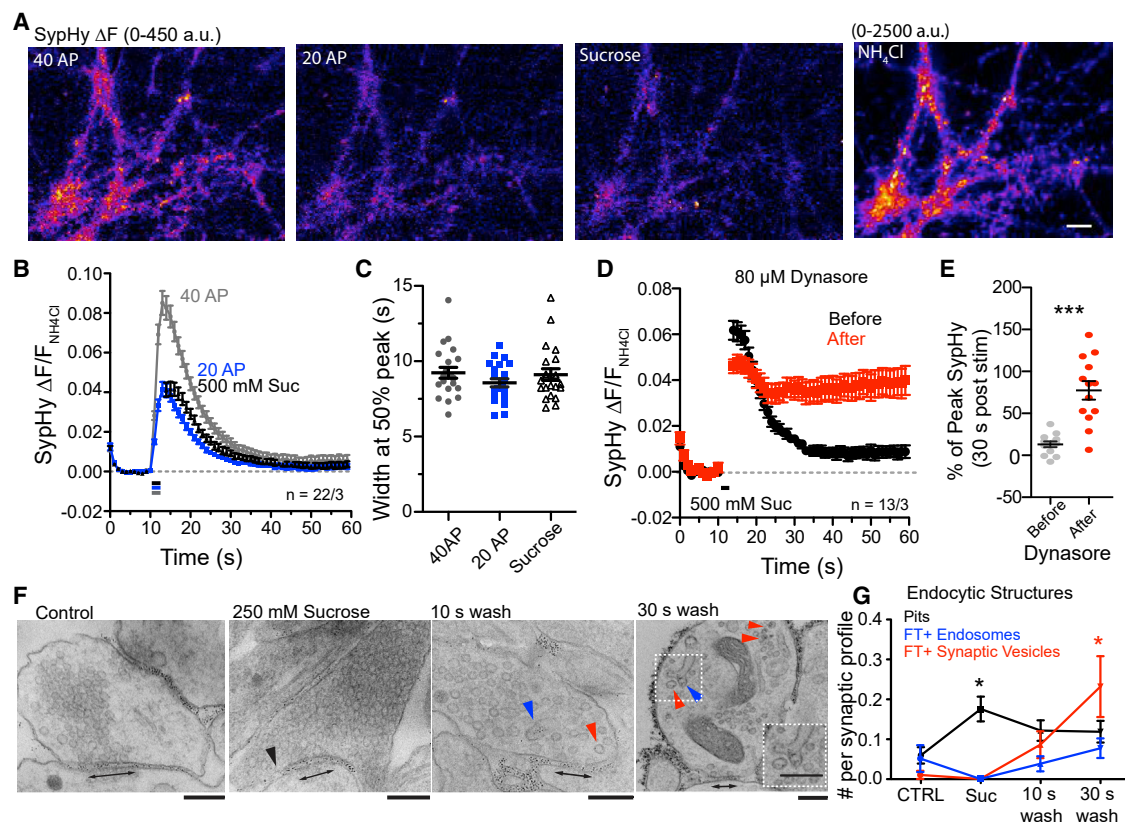 A
SypHy ΔF (0-450 a.u.)
40 AP
20 AP
Sucrose
(0-2500 a.u.)
NH4Cl
B
SypHy ΔF/FNH4Cl
0.10
0.08
0.06
0.04
0.02
0.00
-0.02
40 AP
20 AP
500 mM Suc
n = 22/3
0 10 20 30 40 50 60
Time (s)
C
Width at 50% peak (s)
15
10
5
0
40AP
20 AP
Sucrose
D
80 µM Dynasore
SypHy ΔF/FNH4Cl
0.08
0.06
0.04
0.02
0.00
-0.02
Before
After
500 mM Suc
n = 13/3
0 10 20 30 40 50 60
Time (s)
E
% of Peak SypHy
(30 s post stim)
200
150
100
50
0
-50
***
Before
After
Dynasore
F
Control
250 mM Sucrose
10 s wash
30 s wash
G
Endocytic Structures
Pits
FT+ Endosomes
FT+ Synaptic Vesicles
# per synaptic profile
0.4
0.3
0.2
0.1
0.0
*
*
CTRL
Suc
10 s
wash
30 s
wash